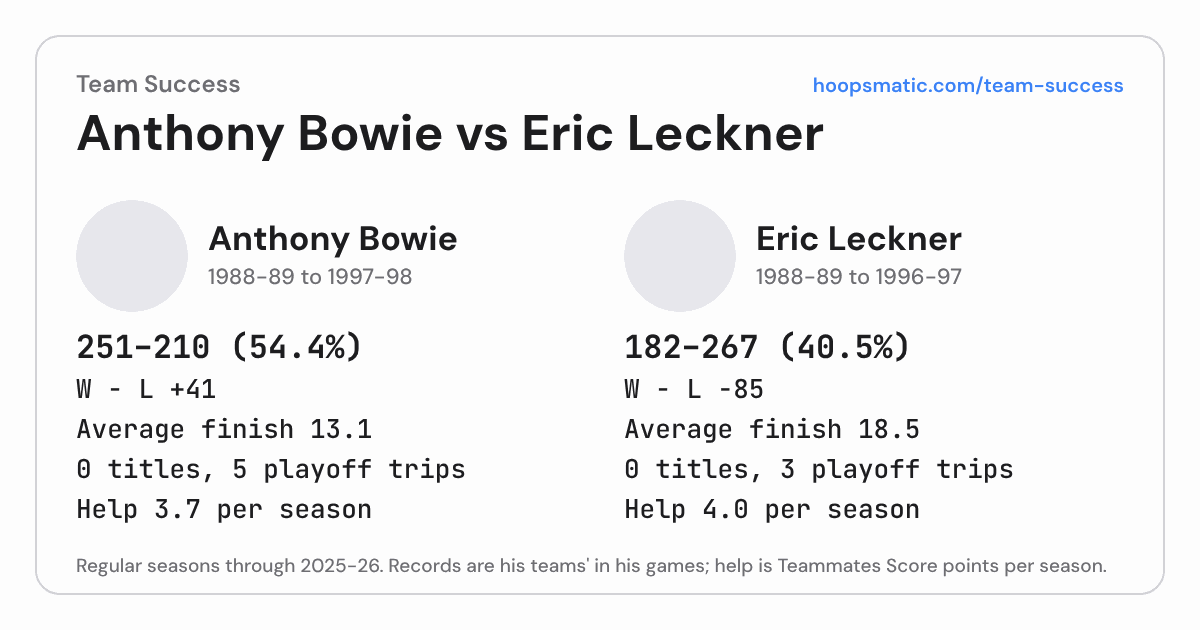 Team Success
hoopsmatic.com/team-success
Anthony Bowie vs Eric Leckner
Anthony Bowie
1988-89 to 1997-98
251-210 (54.4%)
W - L +41
Average finish 13.1
0 titles, 5 playoff trips
Help 3.7 per season
Eric Leckner
1988-89 to 1996-97
182-267 (40.5%)
W - L -85
Average finish 18.5
0 titles, 3 playoff trips
Help 4.0 per season
Regular seasons through 2025-26. Records are his teams' in his games; help is Teammates Score points per season.